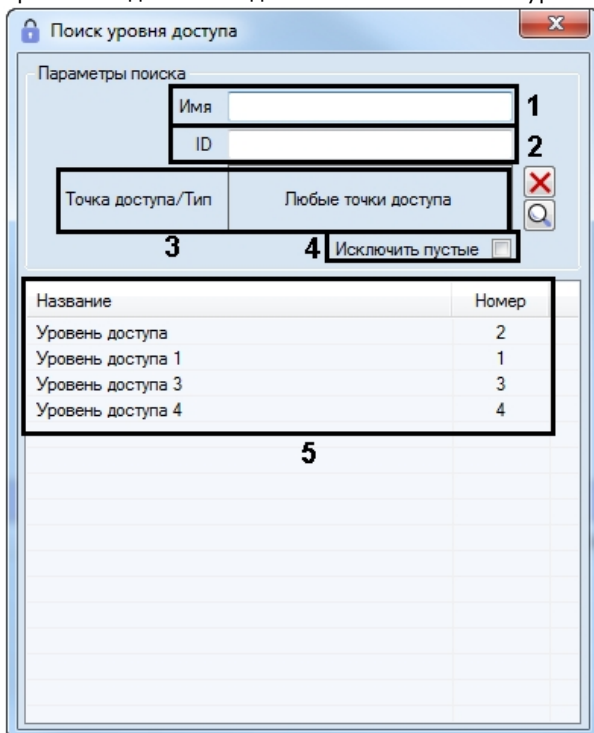 Поиск уровня доступа
Параметры поиска
Имя
1
ID
2
Точка доступа/Тип
Любые точки доступа
3
4
Исключить пустые
Название
Номер
Уровень доступа
2
Уровень доступа 1
1
Уровень доступа 3
3
Уровень доступа 4
4
5